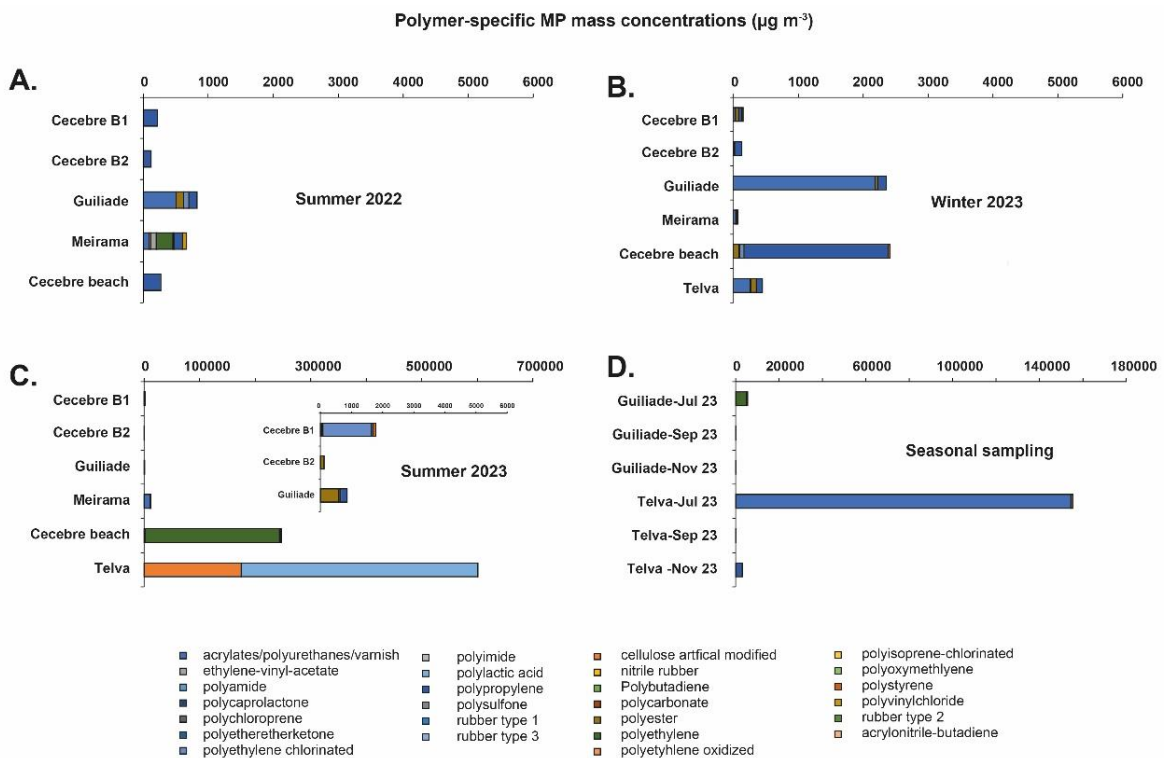 Polymer-specific MP mass concentrations (µg m-³)
A.
0 1000 2000 3000 4000 5000 6000
Cecebre B1
Cecebre B2
Guiliade
Meirama
Cecebre beach
Summer 2022
B.
0 1000 2000 3000 4000 5000 6000
Cecebre B1
Cecebre B2
Guiliade
Meirama
Cecebre beach
Telva
Winter 2023
C.
0 100000 300000 500000 700000
Cecebre B1
Cecebre B2
Guiliade
Meirama
Cecebre beach
Telva
0 1000 2000 3000 4000 5000 6000
Cecebre B1
Cecebre B2
Guiliade
Summer 2023
D.
0 20000 60000 100000 140000 180000
Guiliade-Jul 23
Guiliade-Sep 23
Guiliade-Nov 23
Telva-Jul 23
Telva-Sep 23
Telva -Nov 23
Seasonal sampling
acrylates/polyurethanes/varnish
ethylene-vinyl-acetate
polyamide
polycaprolactone
polychloroprene
polyetheretherketone
polyethylene chlorinated
polyimide
polylactic acid
polypropylene
polysulfone
rubber type 1
rubber type 3
cellulose artfical modified
nitrile rubber
Polybutadiene
polycarbonate
polyester
polyethylene
polyetyhlene oxidized
polyisoprene-chlorinated
polyoxymethlyene
polystyrene
polyvinylchloride
rubber type 2
acrylonitrile-butadiene